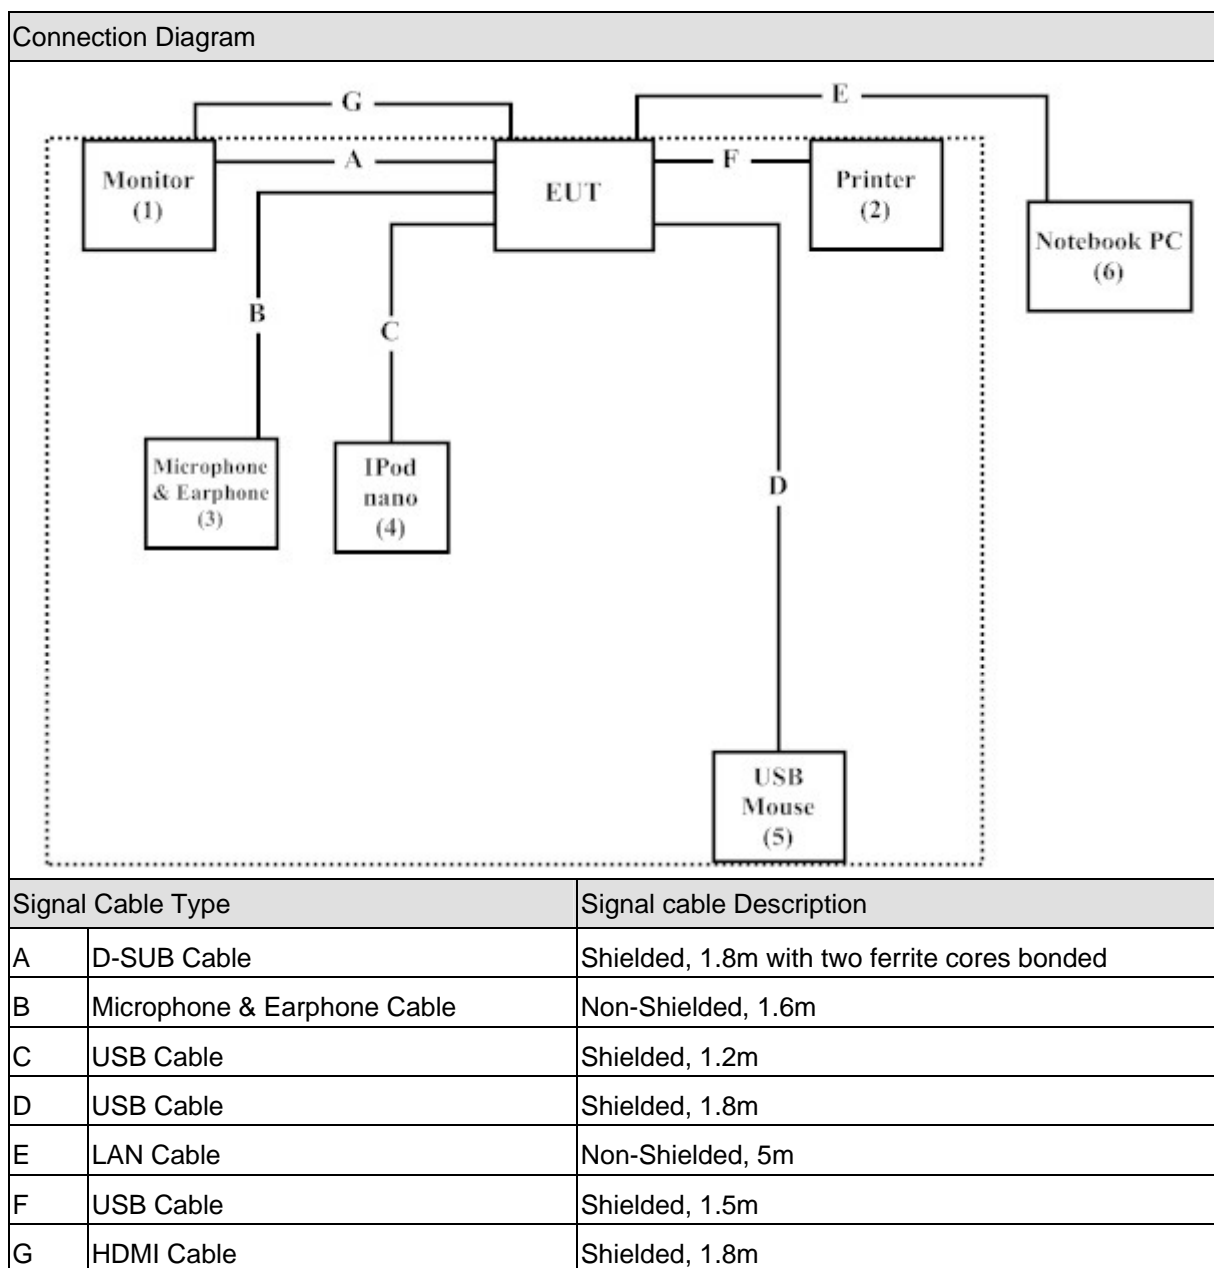 Connection Diagram
G
E
A
F
Monitor
(1)
EUT
Printer
(2)
Notebook PC
(6)
B
C
Microphone
& Earphone
(3)
IPod
nano
(4)
D
USB
Mouse
(5)
Signal Cable Type Signal cable Description
A D-SUB Cable Shielded, 1.8m with two ferrite cores bonded
B Microphone & Earphone Cable Non-Shielded, 1.6m
C USB Cable Shielded, 1.2m
D USB Cable Shielded, 1.8m
E LAN Cable Non-Shielded, 5m
F USB Cable Shielded, 1.5m
G HDMI Cable Shielded, 1.8m